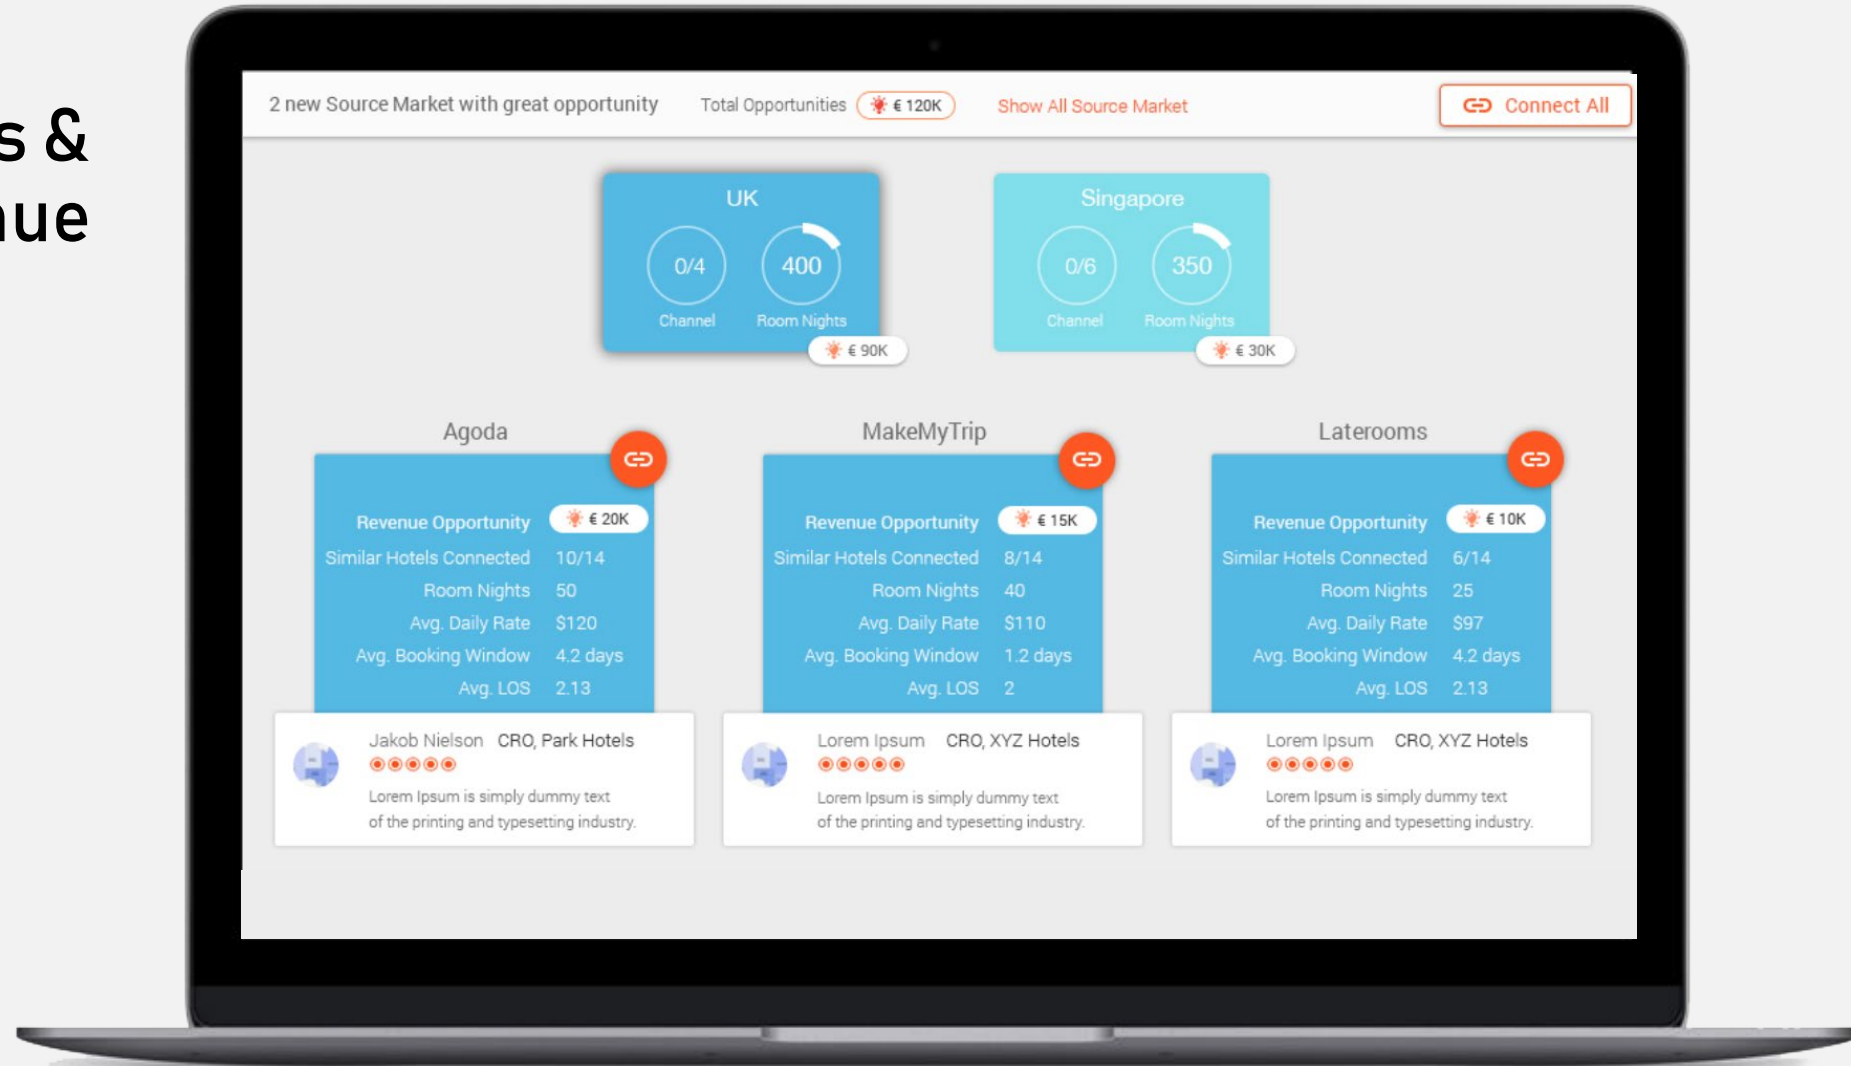 s &
nue
2 new Source Market with great opportunity Total Opportunities € 120K Show All Source Market Connect All
UK
0/4 400
Channel Room Nights
€ 90K
Singapore
0/6 350
Channel Room Nights
€ 30K
Agoda
Revenue Opportunity € 20K
Similar Hotels Connected 10/14
Room Nights 50
Avg. Daily Rate $120
Avg. Booking Window 4.2 days
Avg. LOS 2.13
Jakob Nielson CRO, Park Hotels
Lorem Ipsum is simply dummy text
of the printing and typesetting industry.
MakeMyTrip
Revenue Opportunity € 15K
Similar Hotels Connected 8/14
Room Nights 40
Avg. Daily Rate $110
Avg. Booking Window 1.2 days
Avg. LOS 2
Lorem Ipsum CRO, XYZ Hotels
Lorem Ipsum is simply dummy text
of the printing and typesetting industry.
Laterooms
Revenue Opportunity € 10K
Similar Hotels Connected 6/14
Room Nights 25
Avg. Daily Rate $97
Avg. Booking Window 4.2 days
Avg. LOS 2.13
Lorem Ipsum CRO, XYZ Hotels
Lorem Ipsum is simply dummy text
of the printing and typesetting industry.